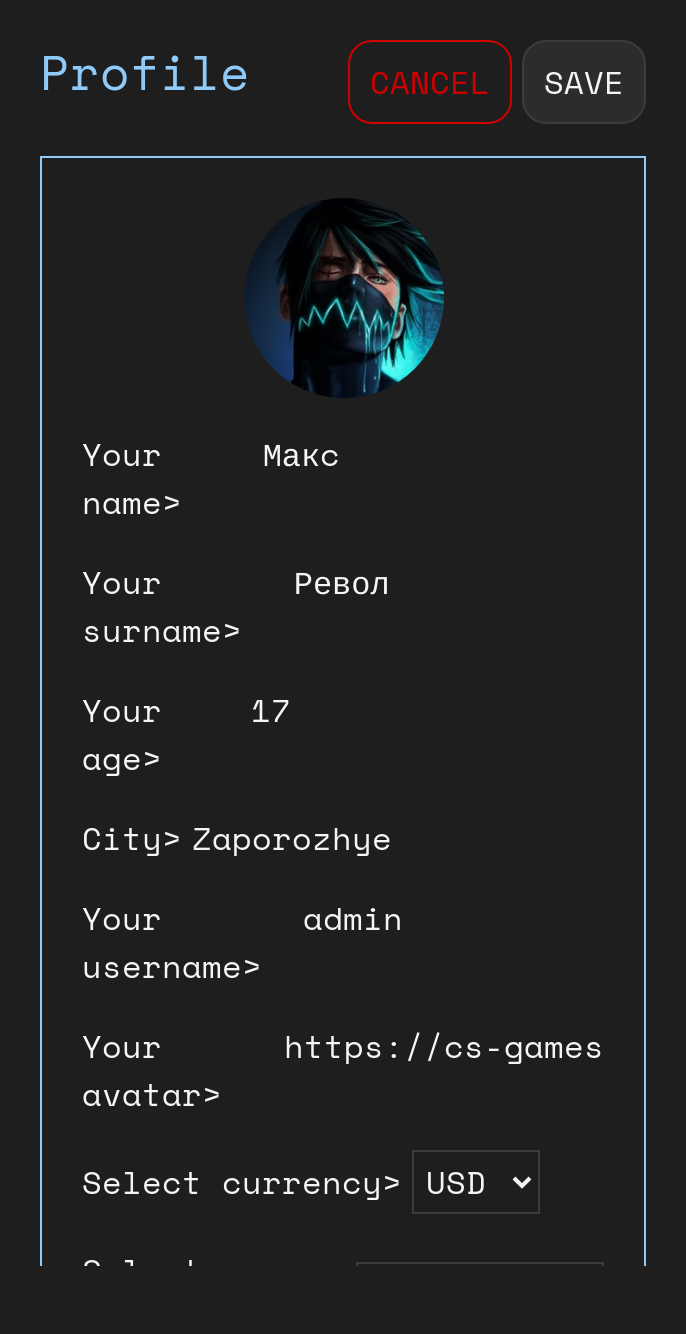 Profile
CANCEL
SAVE
Your
name>
Макс
Your
surname>
Револ
Your
age>
17
City> Zaporozhye
Your
username>
admin
Your
avatar>
https://cs-games
Select currency> USD